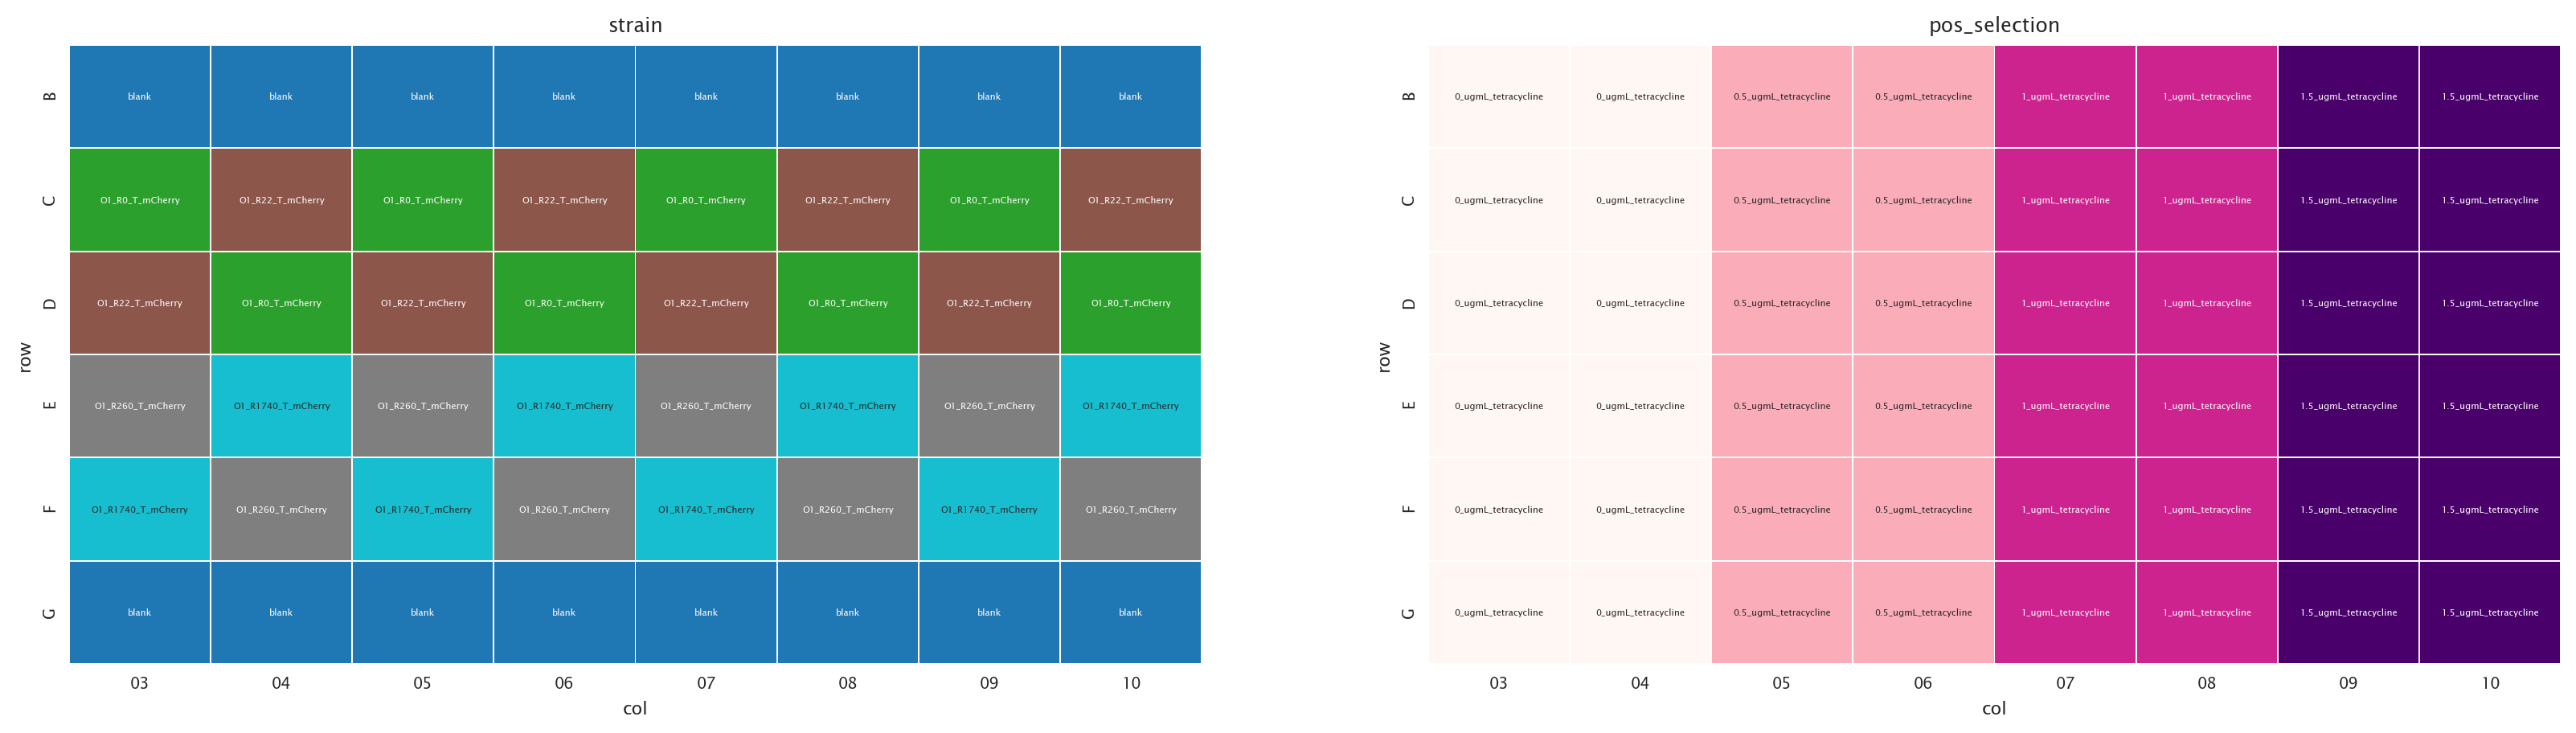 strain
B blank blank blank blank blank blank blank blank
C O1_R0_T_mCherry O1_R22_T_mCherry O1_R0_T_mCherry O1_R22_T_mCherry O1_R0_T_mCherry O1_R22_T_mCherry O1_R0_T_mCherry O1_R22_T_mCherry
D O1_R22_T_mCherry O1_R0_T_mCherry O1_R22_T_mCherry O1_R0_T_mCherry O1_R22_T_mCherry O1_R0_T_mCherry O1_R22_T_mCherry O1_R0_T_mCherry
row
E O1_R260_T_mCherry O1_R1740_T_mCherry O1_R260_T_mCherry O1_R1740_T_mCherry O1_R260_T_mCherry O1_R1740_T_mCherry O1_R260_T_mCherry O1_R1740_T_mCherry
F O1_R1740_T_mCherry O1_R260_T_mCherry O1_R1740_T_mCherry O1_R260_T_mCherry O1_R1740_T_mCherry O1_R260_T_mCherry O1_R1740_T_mCherry O1_R260_T_mCherry
G blank blank blank blank blank blank blank blank
03 04 05 06 07 08 09 10
col
pos_selection
B 0_ugmL_tetracycline 0_ugmL_tetracycline 0.5_ugmL_tetracycline 0.5_ugmL_tetracycline 1_ugmL_tetracycline 1_ugmL_tetracycline 1.5_ugmL_tetracycline 1.5_ugmL_tetracycline
C 0_ugmL_tetracycline 0_ugmL_tetracycline 0.5_ugmL_tetracycline 0.5_ugmL_tetracycline 1_ugmL_tetracycline 1_ugmL_tetracycline 1.5_ugmL_tetracycline 1.5_ugmL_tetracycline
D 0_ugmL_tetracycline 0_ugmL_tetracycline 0.5_ugmL_tetracycline 0.5_ugmL_tetracycline 1_ugmL_tetracycline 1_ugmL_tetracycline 1.5_ugmL_tetracycline 1.5_ugmL_tetracycline
row
E 0_ugmL_tetracycline 0_ugmL_tetracycline 0.5_ugmL_tetracycline 0.5_ugmL_tetracycline 1_ugmL_tetracycline 1_ugmL_tetracycline 1.5_ugmL_tetracycline 1.5_ugmL_tetracycline
F 0_ugmL_tetracycline 0_ugmL_tetracycline 0.5_ugmL_tetracycline 0.5_ugmL_tetracycline 1_ugmL_tetracycline 1_ugmL_tetracycline 1.5_ugmL_tetracycline 1.5_ugmL_tetracycline
G 0_ugmL_tetracycline 0_ugmL_tetracycline 0.5_ugmL_tetracycline 0.5_ugmL_tetracycline 1_ugmL_tetracycline 1_ugmL_tetracycline 1.5_ugmL_tetracycline 1.5_ugmL_tetracycline
03 04 05 06 07 08 09 10
col